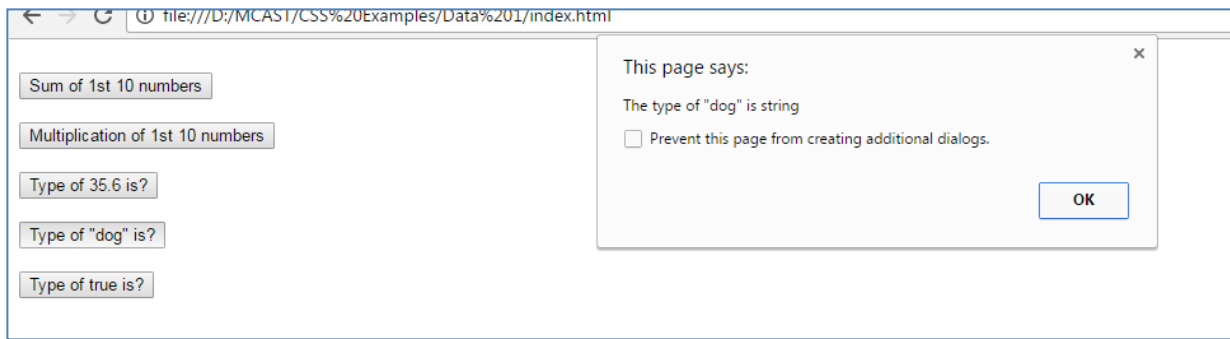 file:///D:/MCAST/CSS%20Examples/Data%201/index.html
This page says:
The type of "dog" is string
Prevent this page from creating additional dialogs.
OK
Sum of 1st 10 numbers
Multiplication of 1st 10 numbers
Type of 35.6 is?
Type of "dog" is?
Type of true is?